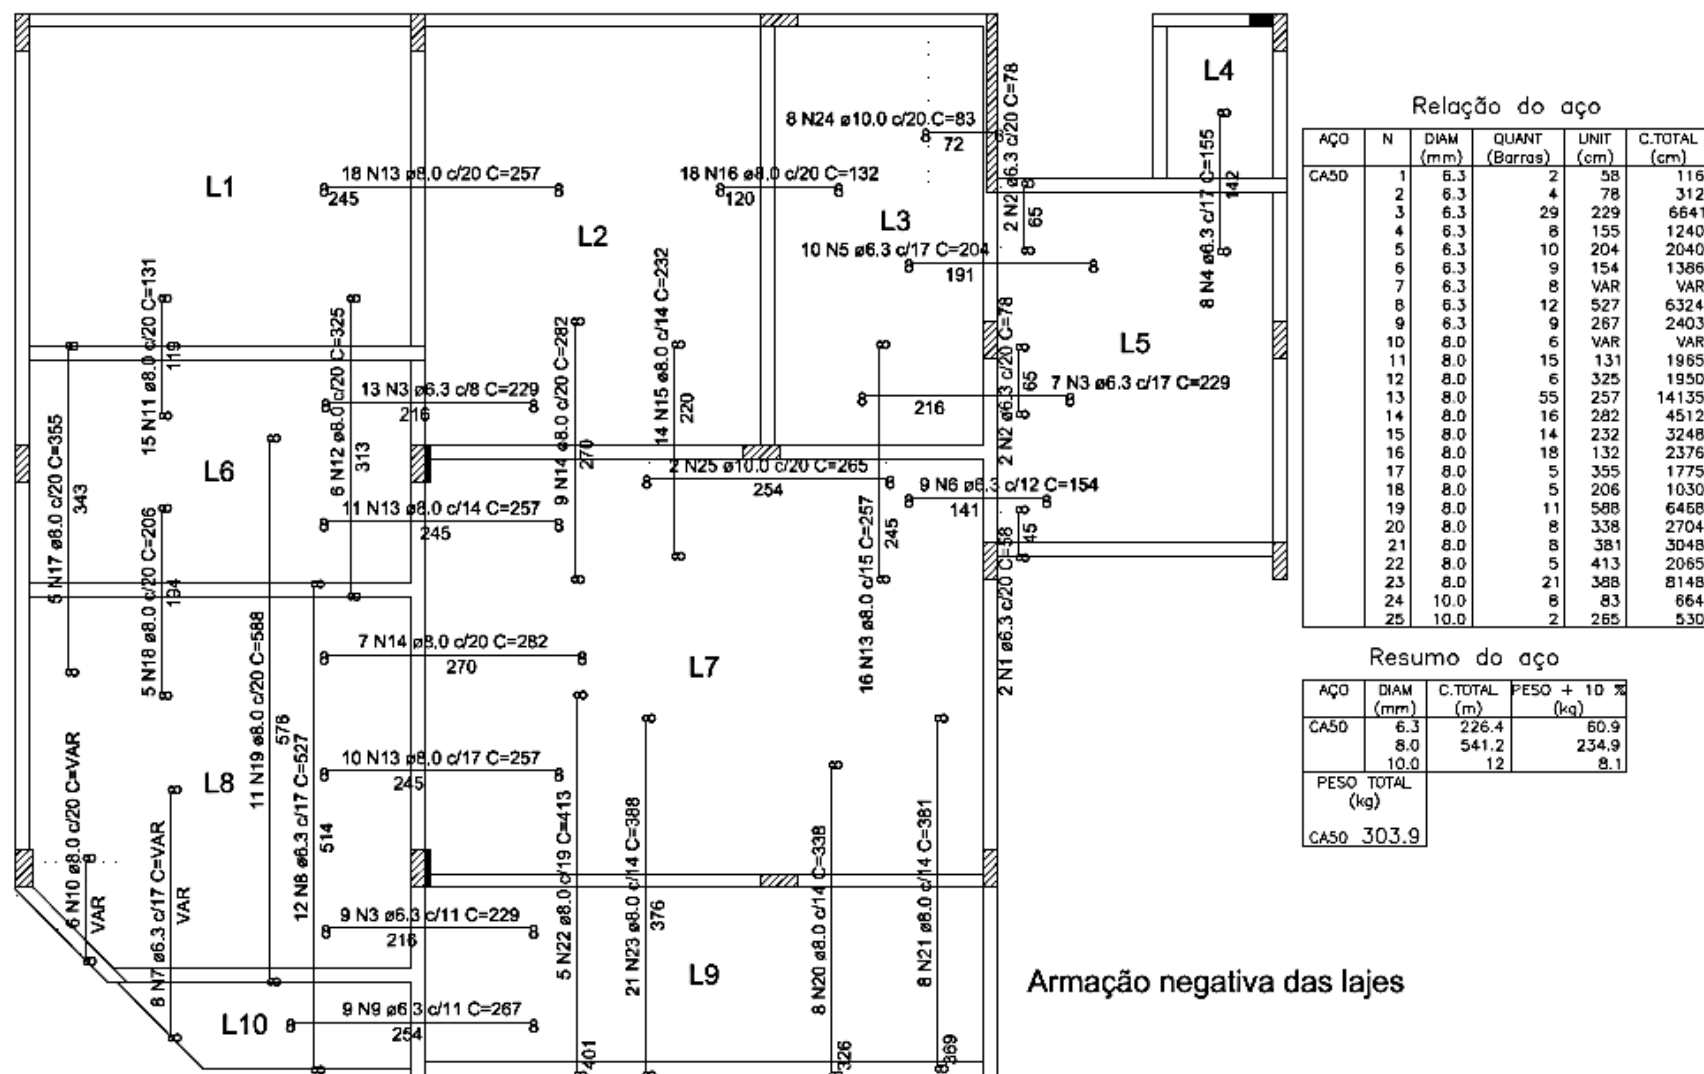 L4
8 N24 ø10.0 c/20 C=83
72
2 N2 ø6.3 c/20 C=78
65
8 N4 ø6.3 c/17 C=155
142
L1
18 N13 ø8.0 c/20 C=257
245
18 N16 ø8.0 c/20 C=132
120
L2
L3
10 N5 ø6.3 c/17 C=204
191
15 N11 ø8.0 c/20 C=131
119
6 N12 ø8.0 c/20 C=325
313
9 N14 ø8.0 c/20 C=282
270
14 N15 ø8.0 c/14 C=232
220
L5
2 N2 ø6.3 c/20 C=78
65
13 N3 ø6.3 c/8 C=229
216
7 N3 ø6.3 c/17 C=229
216
5 N17 ø8.0 c/20 C=355
343
L6
2 N25 ø10.0 c/20 C=265
254
9 N6 ø6.3 c/12 C=154
141
11 N13 ø8.0 c/14 C=257
245
16 N13 ø8.0 c/15 C=257
245
2 N1 ø6.3 c/20 C=58
45
5 N18 ø8.0 c/20 C=206
194
11 N19 ø8.0 c/20 C=588
576
7 N14 ø8.0 c/20 C=282
270
L7
12 N8 ø6.3 c/17 C=527
514
10 N13 ø8.0 c/17 C=257
245
L8
6 N10 ø8.0 c/20 C=VAR
VAR
8 N7 ø6.3 c/17 C=VAR
VAR
5 N22 ø8.0 c/19 C=413
401
21 N23 ø8.0 c/14 C=388
376
8 N20 ø8.0 c/14 C=338
326
8 N21 ø8.0 c/14 C=381
369
9 N3 ø6.3 c/11 C=229
216
L9
L10
9 N9 ø6.3 c/11 C=267
254
Armação negativa das lajes
Relação do aço
AÇO N DIAM (mm) QUANT (Barras) UNIT (cm) C.TOTAL (cm)
CA50 1 6.3 2 58 116
2 6.3 4 78 312
3 6.3 29 229 6641
4 6.3 8 155 1240
5 6.3 10 204 2040
6 6.3 9 154 1386
7 6.3 8 VAR VAR
8 6.3 12 527 6324
9 6.3 9 267 2403
10 8.0 6 VAR VAR
11 8.0 15 131 1965
12 8.0 6 325 1950
13 8.0 55 257 14135
14 8.0 16 282 4512
15 8.0 14 232 3248
16 8.0 18 132 2376
17 8.0 5 355 1775
18 8.0 5 206 1030
19 8.0 11 588 6468
20 8.0 8 338 2704
21 8.0 8 381 3048
22 8.0 5 413 2065
23 8.0 21 388 8148
24 10.0 8 83 664
25 10.0 2 265 530
Resumo do aço
AÇO DIAM (mm) C.TOTAL (m) PESO + 10 % (kg)
CA50 6.3 226.4 60.9
8.0 541.2 234.9
10.0 12 8.1
PESO TOTAL
(kg)
CA50 303.9